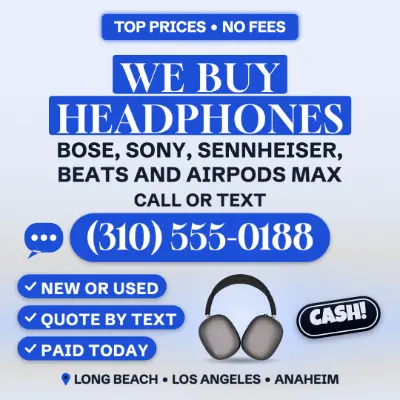 TOP PRICES • NO FEES
WE BUY
HEADPHONES
BOSE, SONY, SENNHEISER,
BEATS AND AIRPODS MAX
CALL OR TEXT
(310) 555-0188
NEW OR USED
QUOTE BY TEXT
PAID TODAY
CASH!
LONG BEACH • LOS ANGELES • ANAHEIM